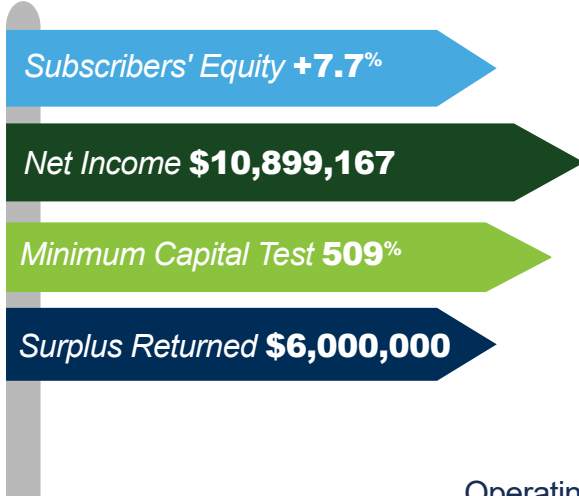 Subscribers' Equity +7.7%
Net Income $10,899,167
Minimum Capital Test 509%
Surplus Returned $6,000,000